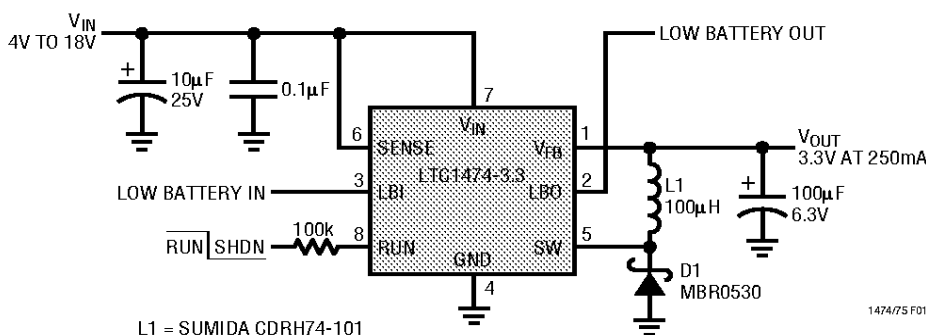 VIN
4V TO 18V
+
10μF
25V
0.1μF
LOW BATTERY OUT
7
VIN
6
SENSE
VFB
1
VOUT
3.3V AT 250mA
LTC1474-3.3
LOW BATTERY IN
3
LBI
LBO
2
L1
100μH
+
100μF
6.3V
RUN SHDN
100k
8
RUN
SW
5
GND
4
D1
MBR0530
L1 = SUMIDA CDRH74-101
1474/75 F01